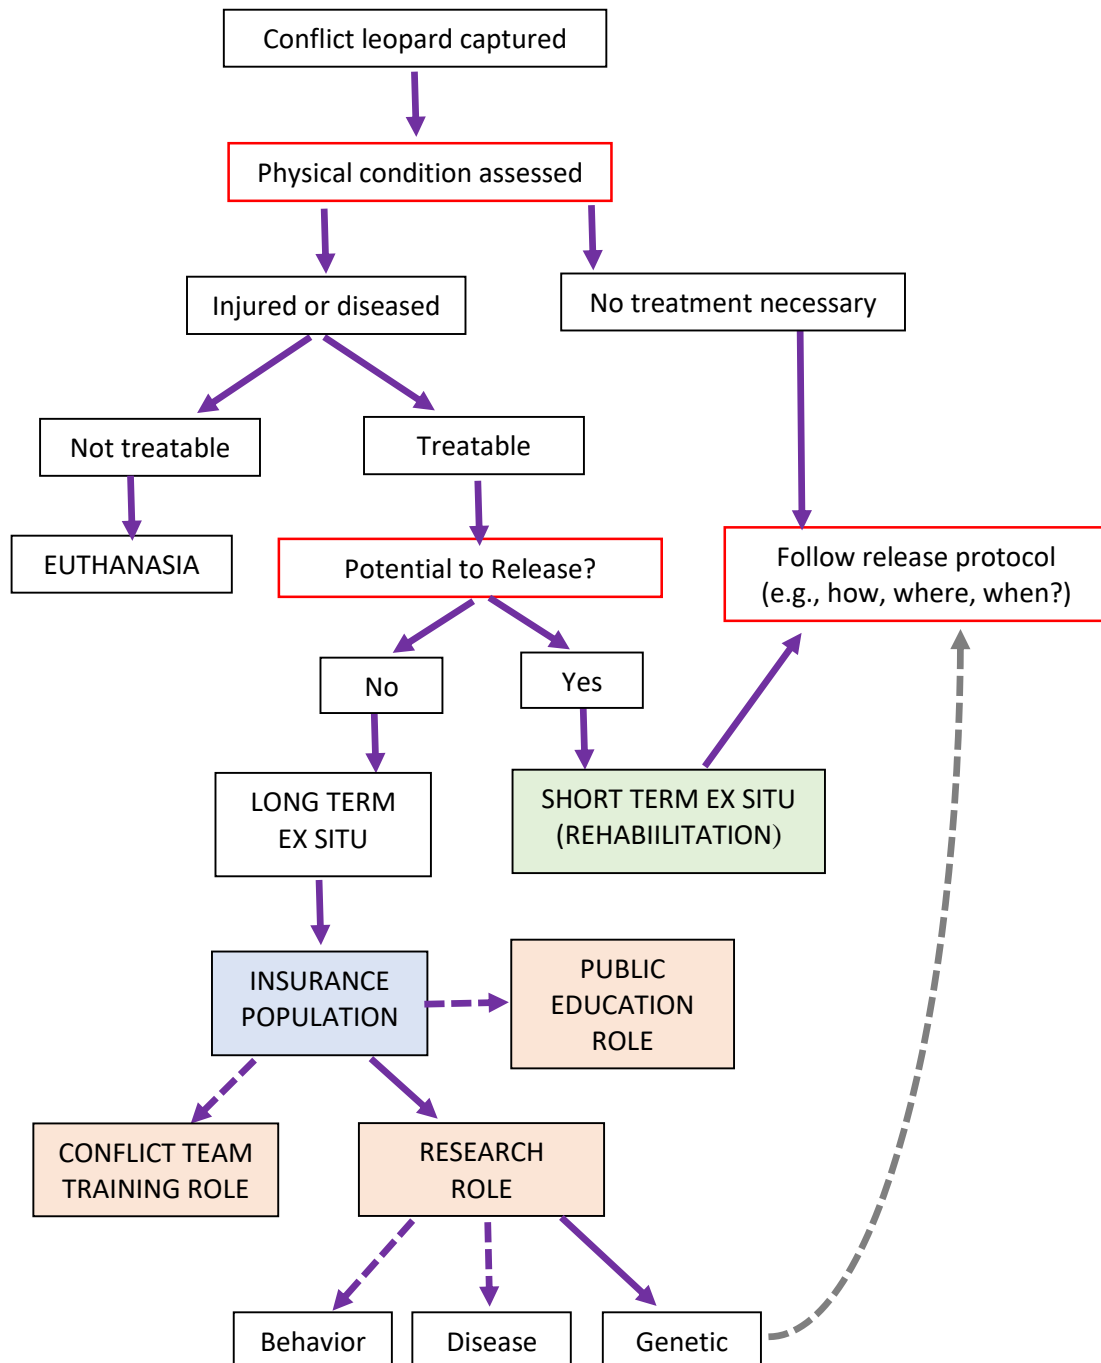 Conflict leopard captured
Physical condition assessed
Injured or diseased
No treatment necessary
Not treatable
Treatable
EUTHANASIA
Potential to Release?
Follow release protocol
(e.g., how, where, when?)
No
Yes
LONG TERM
EX SITU
SHORT TERM EX SITU
(REHABIILITATION)
INSURANCE
POPULATION
PUBLIC
EDUCATION
ROLE
CONFLICT TEAM
TRAINING ROLE
RESEARCH
ROLE
Behavior
Disease
Genetic